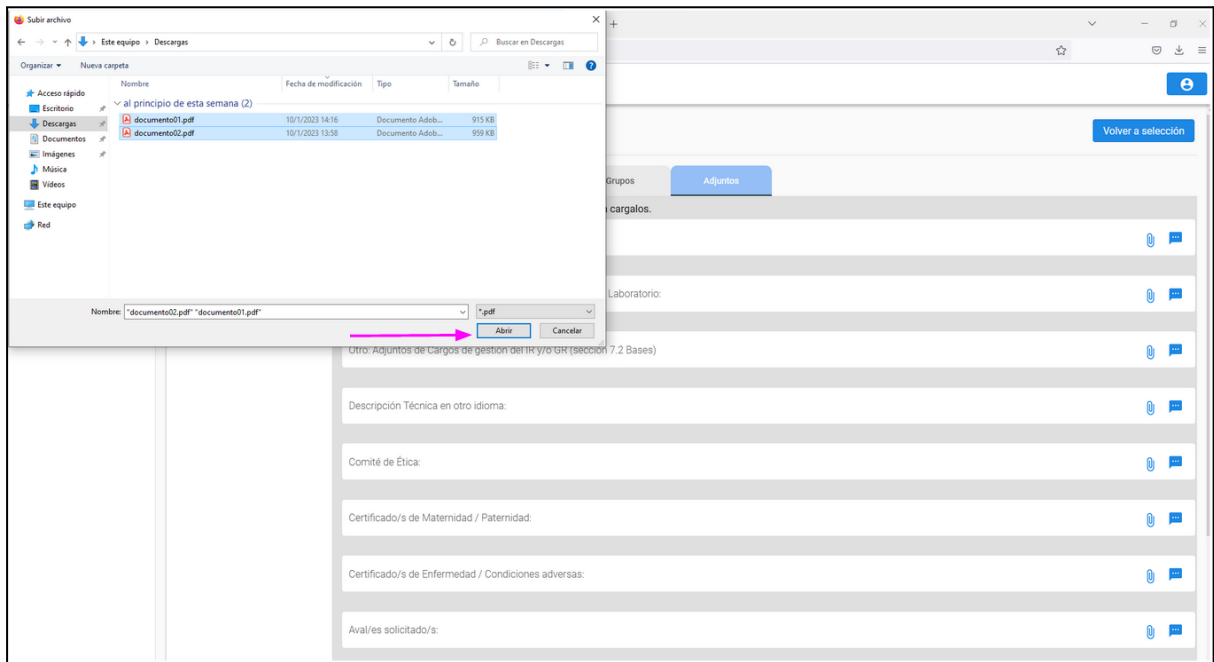 Subir archivo
Este equipo > Descargas
Buscar en Descargas
Organizar
Nueva carpeta
Nombre
Fecha de modificación
Tipo
Tamaño
Acceso rápido
Escritorio
Descargas
Documentos
Imágenes
Música
Vídeos
Este equipo
Red
al principio de esta semana (2)
documento01.pdf 10/1/2023 14:16 Documento Adob... 915 KB
documento02.pdf 10/1/2023 13:58 Documento Adob... 959 KB
Nombre: "documento02.pdf" "documento01.pdf"
*.pdf
Abrir
Cancelar
Volver a selección
Grupos
Adjuntos
cargalos.
Laboratorio:
Otro: Adjuntos de Cargos de gestión del IR y/o GR (sección 7.2 Bases)
Descripción Técnica en otro idioma:
Comité de Ética:
Certificado/s de Maternidad / Paternidad:
Certificado/s de Enfermedad / Condiciones adversas:
Aval/es solicitado/s: